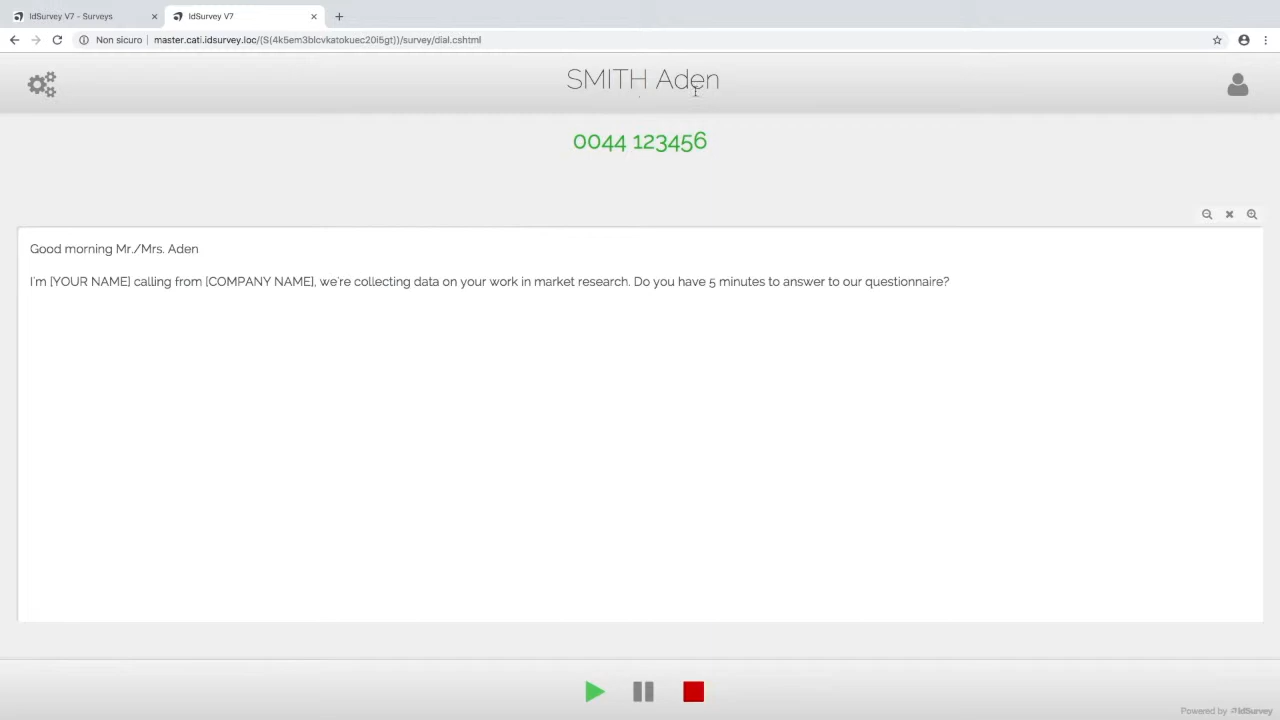 IdSurvey V7 - Surveys
IdSurvey V7
Non sicuro
master.cati.idsurvey.loc/(S(4k5em3blcvkatokuec20i5gt))/survey/dial.cshtml
SMITH Aden
0044 123456
Good morning Mr./Mrs. Aden
I'm [YOUR NAME] calling from [COMPANY NAME], we're collecting data on your work in market research. Do you have 5 minutes to answer to our questionnaire?
Powered by IdSurvey